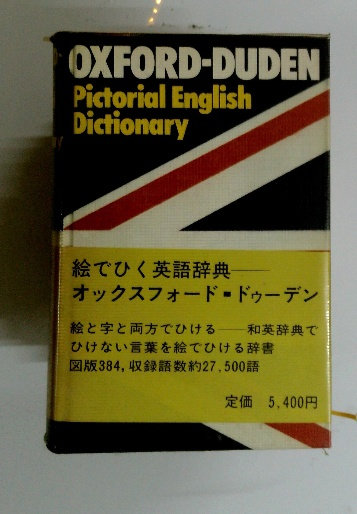 OXFORD-DUDEN
Pictorial English
Dictionary
絵でひく英語辞典──
オックスフォード・ドゥーデン
絵と字と両方でひける──和英辞典で
ひけない言葉を絵でひける辞書
図版384,収録語数約27,500語
定価 5,400円